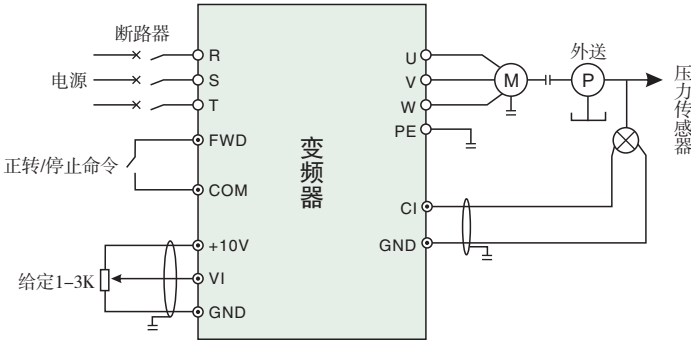 断路器
电源
R
S
T
正转/停止命令
FWD
COM
给定1-3K
+10V
VI
GND
变频器
U
V
W
PE
CI
GND
M
外送
P
压力传感器